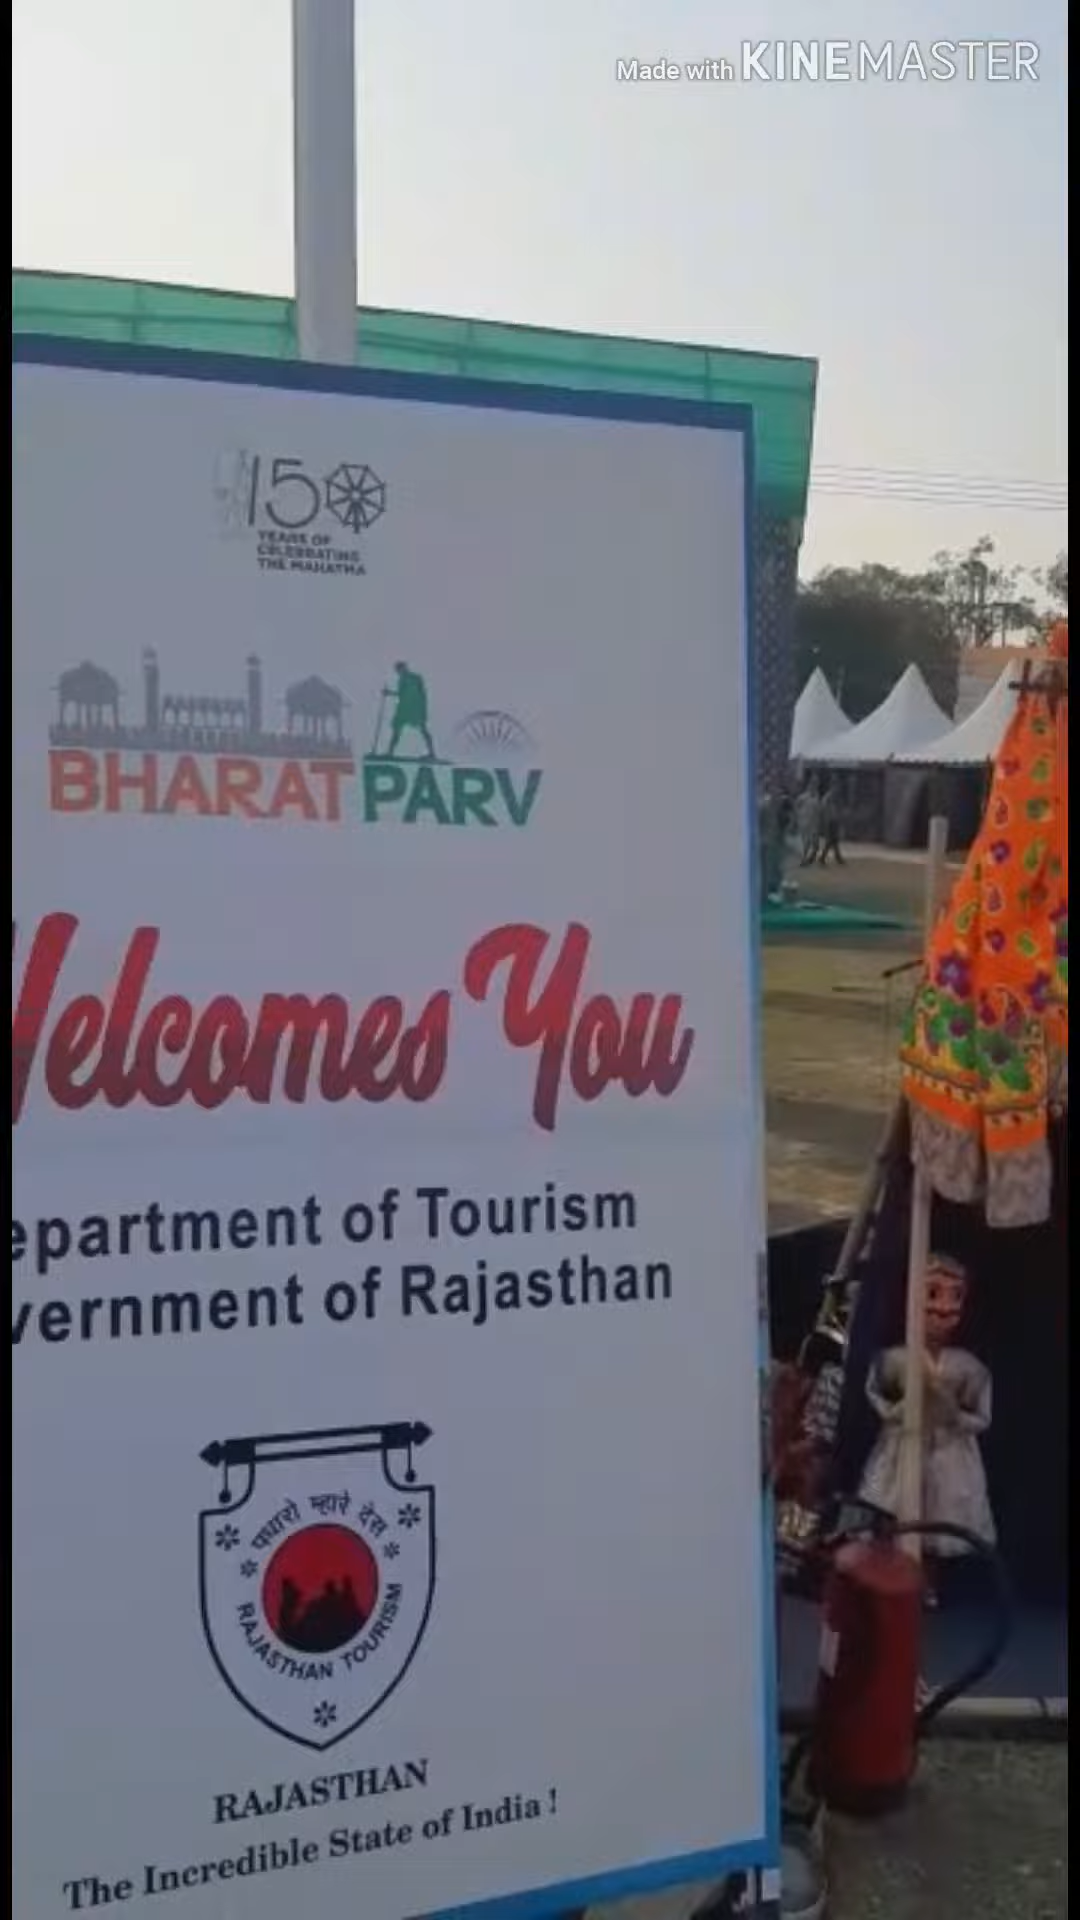 Made with KINEMASTER
150
YEARS OF
CELEBRATING
THE MAHATMA
BHARAT PARV
Welcomes You
epartment of Tourism
vernment of Rajasthan
पधारो म्हारे देस
RAJASTHAN TOURISM
RAJASTHAN
The Incredible State of India !